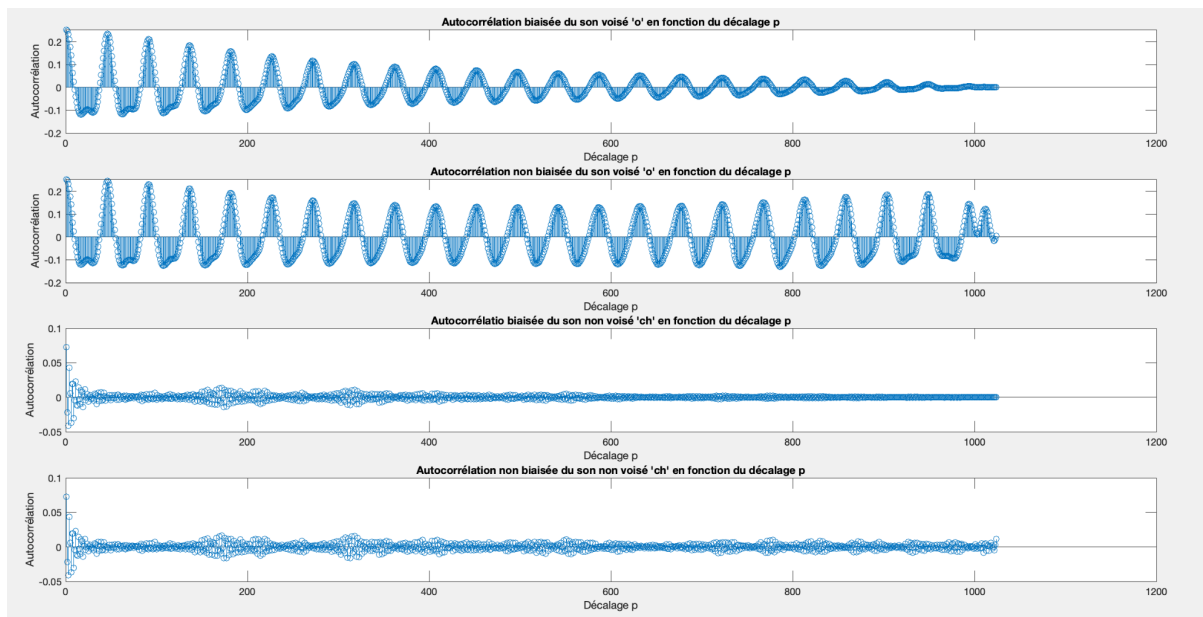 Autocorrélation biaisée du son voisé 'o' en fonction du décalage p
Autocorrélation
0.2
0.1
0
-0.1
-0.2
0 200 400 600 800 1000 1200
Décalage p
Autocorrélation non biaisée du son voisé 'o' en fonction du décalage p
Autocorrélation
0.2
0.1
0
-0.1
-0.2
0 200 400 600 800 1000 1200
Décalage p
Autocorrélatio biaisée du son non voisé 'ch' en fonction du décalage p
Autocorrélation
0.1
0.05
0
-0.05
0 200 400 600 800 1000 1200
Décalage p
Autocorrélation non biaisée du son non voisé 'ch' en fonction du décalage p
Autocorrélation
0.1
0.05
0
-0.05
0 200 400 600 800 1000 1200
Décalage p